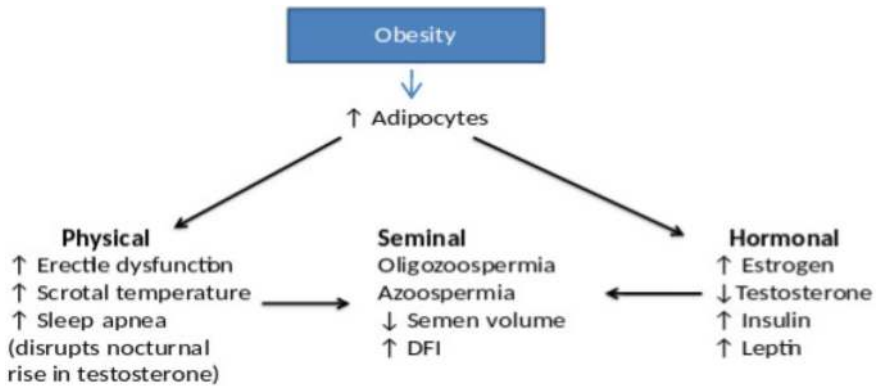 Obesity
↑ Adipocytes
Physical
↑ Erectile dysfunction
↑ Scrotal temperature
↑ Sleep apnea
(disrupts nocturnal
rise in testosterone)
Seminal
Oligozoospermia
Azoospermia
↓ Semen volume
↑ DFI
Hormonal
↑ Estrogen
↓Testosterone
↑ Insulin
↑ Leptin